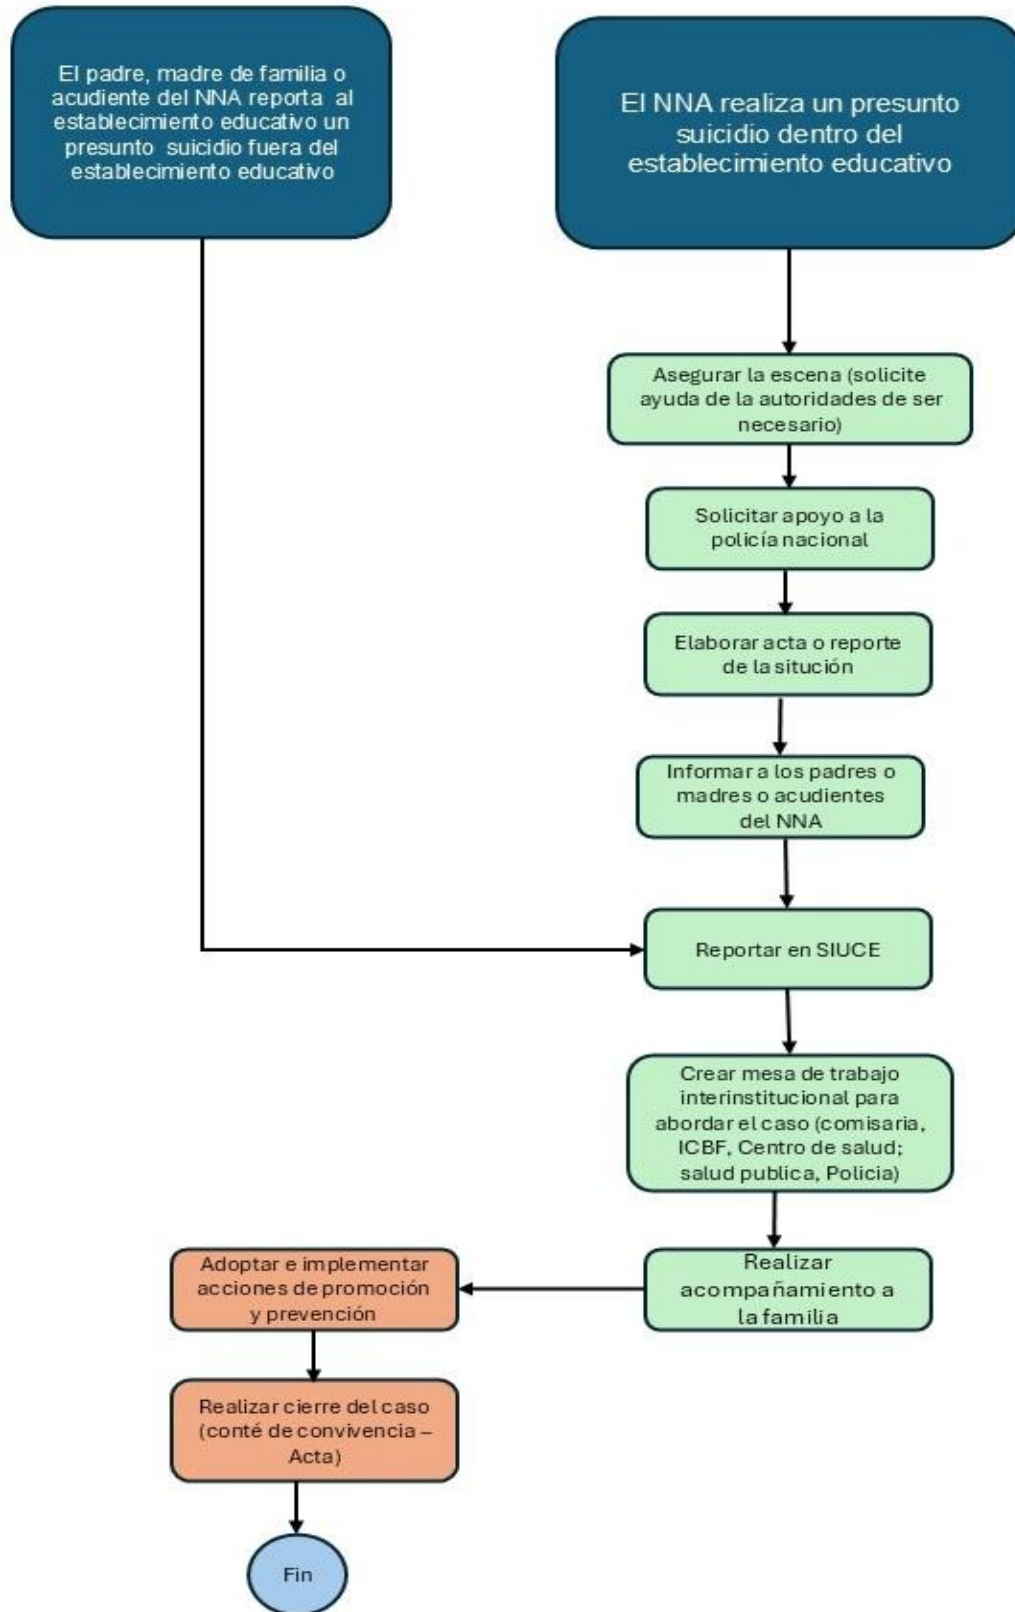 El padre, madre de familia o
acudiente del NNA reporta al
establecimiento educativo un
presunto suicidio fuera del
establecimiento educativo
El NNA realiza un presunto
suicidio dentro del
establecimiento educativo
Asegurar la escena (solicite
ayuda de la autoridades de ser
necesario)
Solicitar apoyo a la
policía nacional
Elaborar acta o reporte
de la situción
Informar a los padres o
madres o acudientes
del NNA
Reportar en SIUCE
Crear mesa de trabajo
interinstitucional para
abordar el caso (comisaria,
ICBF, Centro de salud;
salud publica, Policia)
Realizar
acompañamiento a
la familia
Adoptar e implementar
acciones de promoción
y prevención
Realizar cierre del caso
(conté de convivencia –
Acta)
Fin